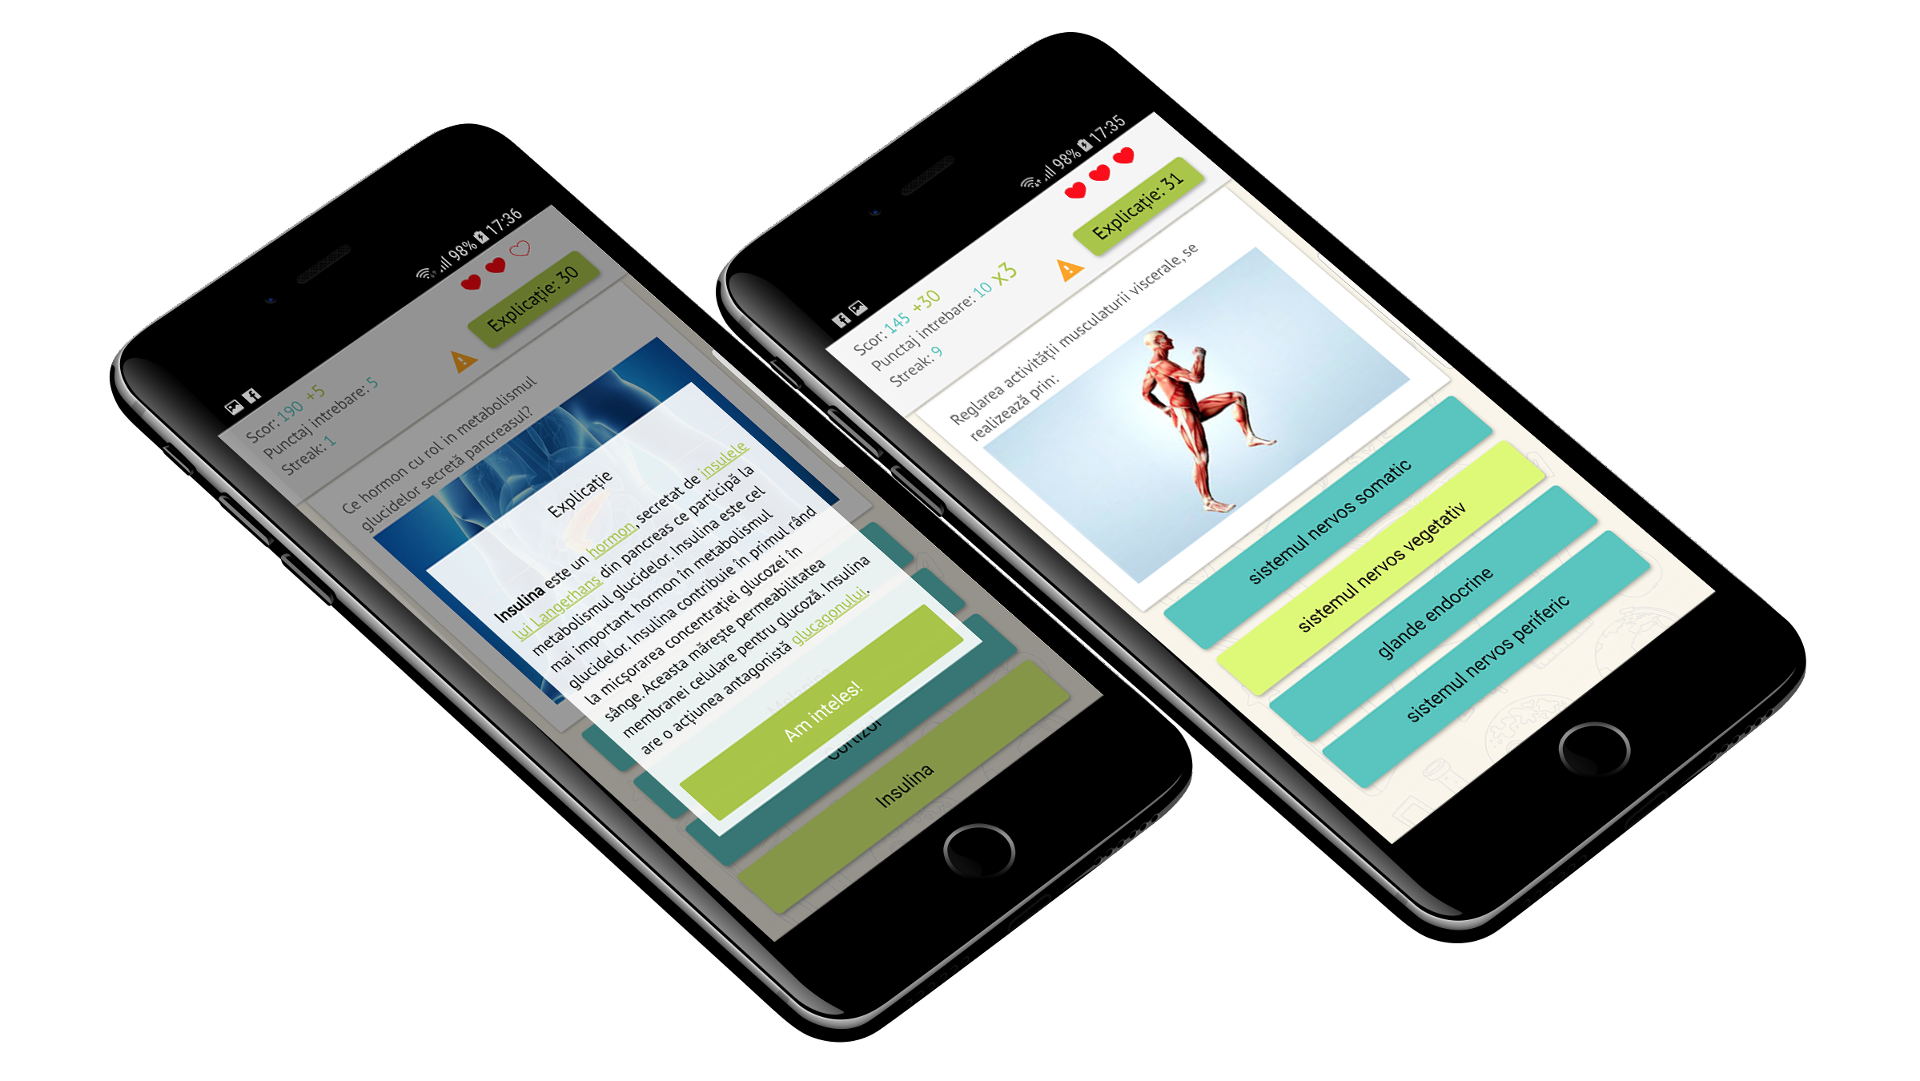 98% 17:36
Scor: 190 +5
Punctaj intrebare: 5
Streak: 1
Explicație: 30
Ce hormon cu rol in metabolismul
glucidelor secretă pancreasul?
Explicație
Insulina este un hormon, secretat de insulele
lui Langerhans din pancreas ce participă la
metabolismul glucidelor. Insulina este cel
mai important hormon în metabolismul
glucidelor. Insulina contribuie în primul rând
la micșorarea concentrației glucozei în
sânge. Aceasta mărește permeabilitatea
membranei celulare pentru glucoză. Insulina
are o acțiunea antagonistă glucagonului.
Am inteles!
Cortizol
Insulina
98% 17:35
Scor: 145 +30
Punctaj intrebare: 10 x3
Streak: 9
Explicație: 31
Reglarea activității musculaturii viscerale, se
realizează prin:
sistemul nervos somatic
sistemul nervos vegetativ
glande endocrine
sistemul nervos periferic